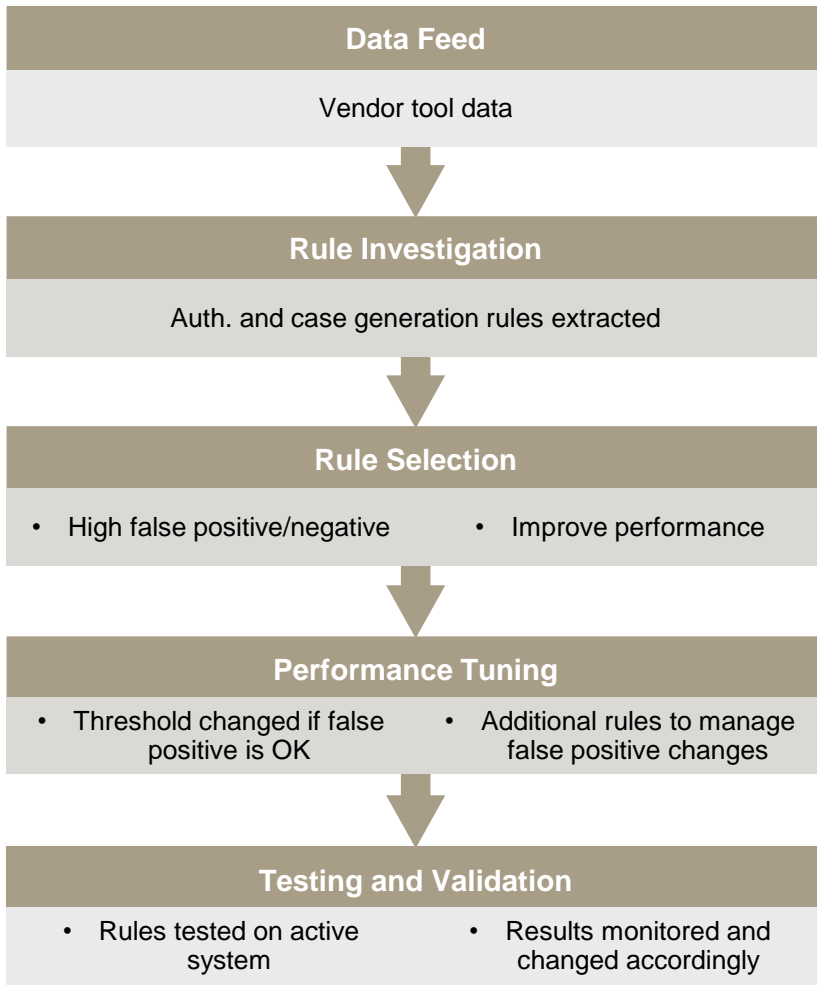 Data Feed
Vendor tool data
Rule Investigation
Auth. and case generation rules extracted
Rule Selection
• High false positive/negative
• Improve performance
Performance Tuning
• Threshold changed if false
positive is OK
• Additional rules to manage
false positive changes
Testing and Validation
• Rules tested on active
system
• Results monitored and
changed accordingly